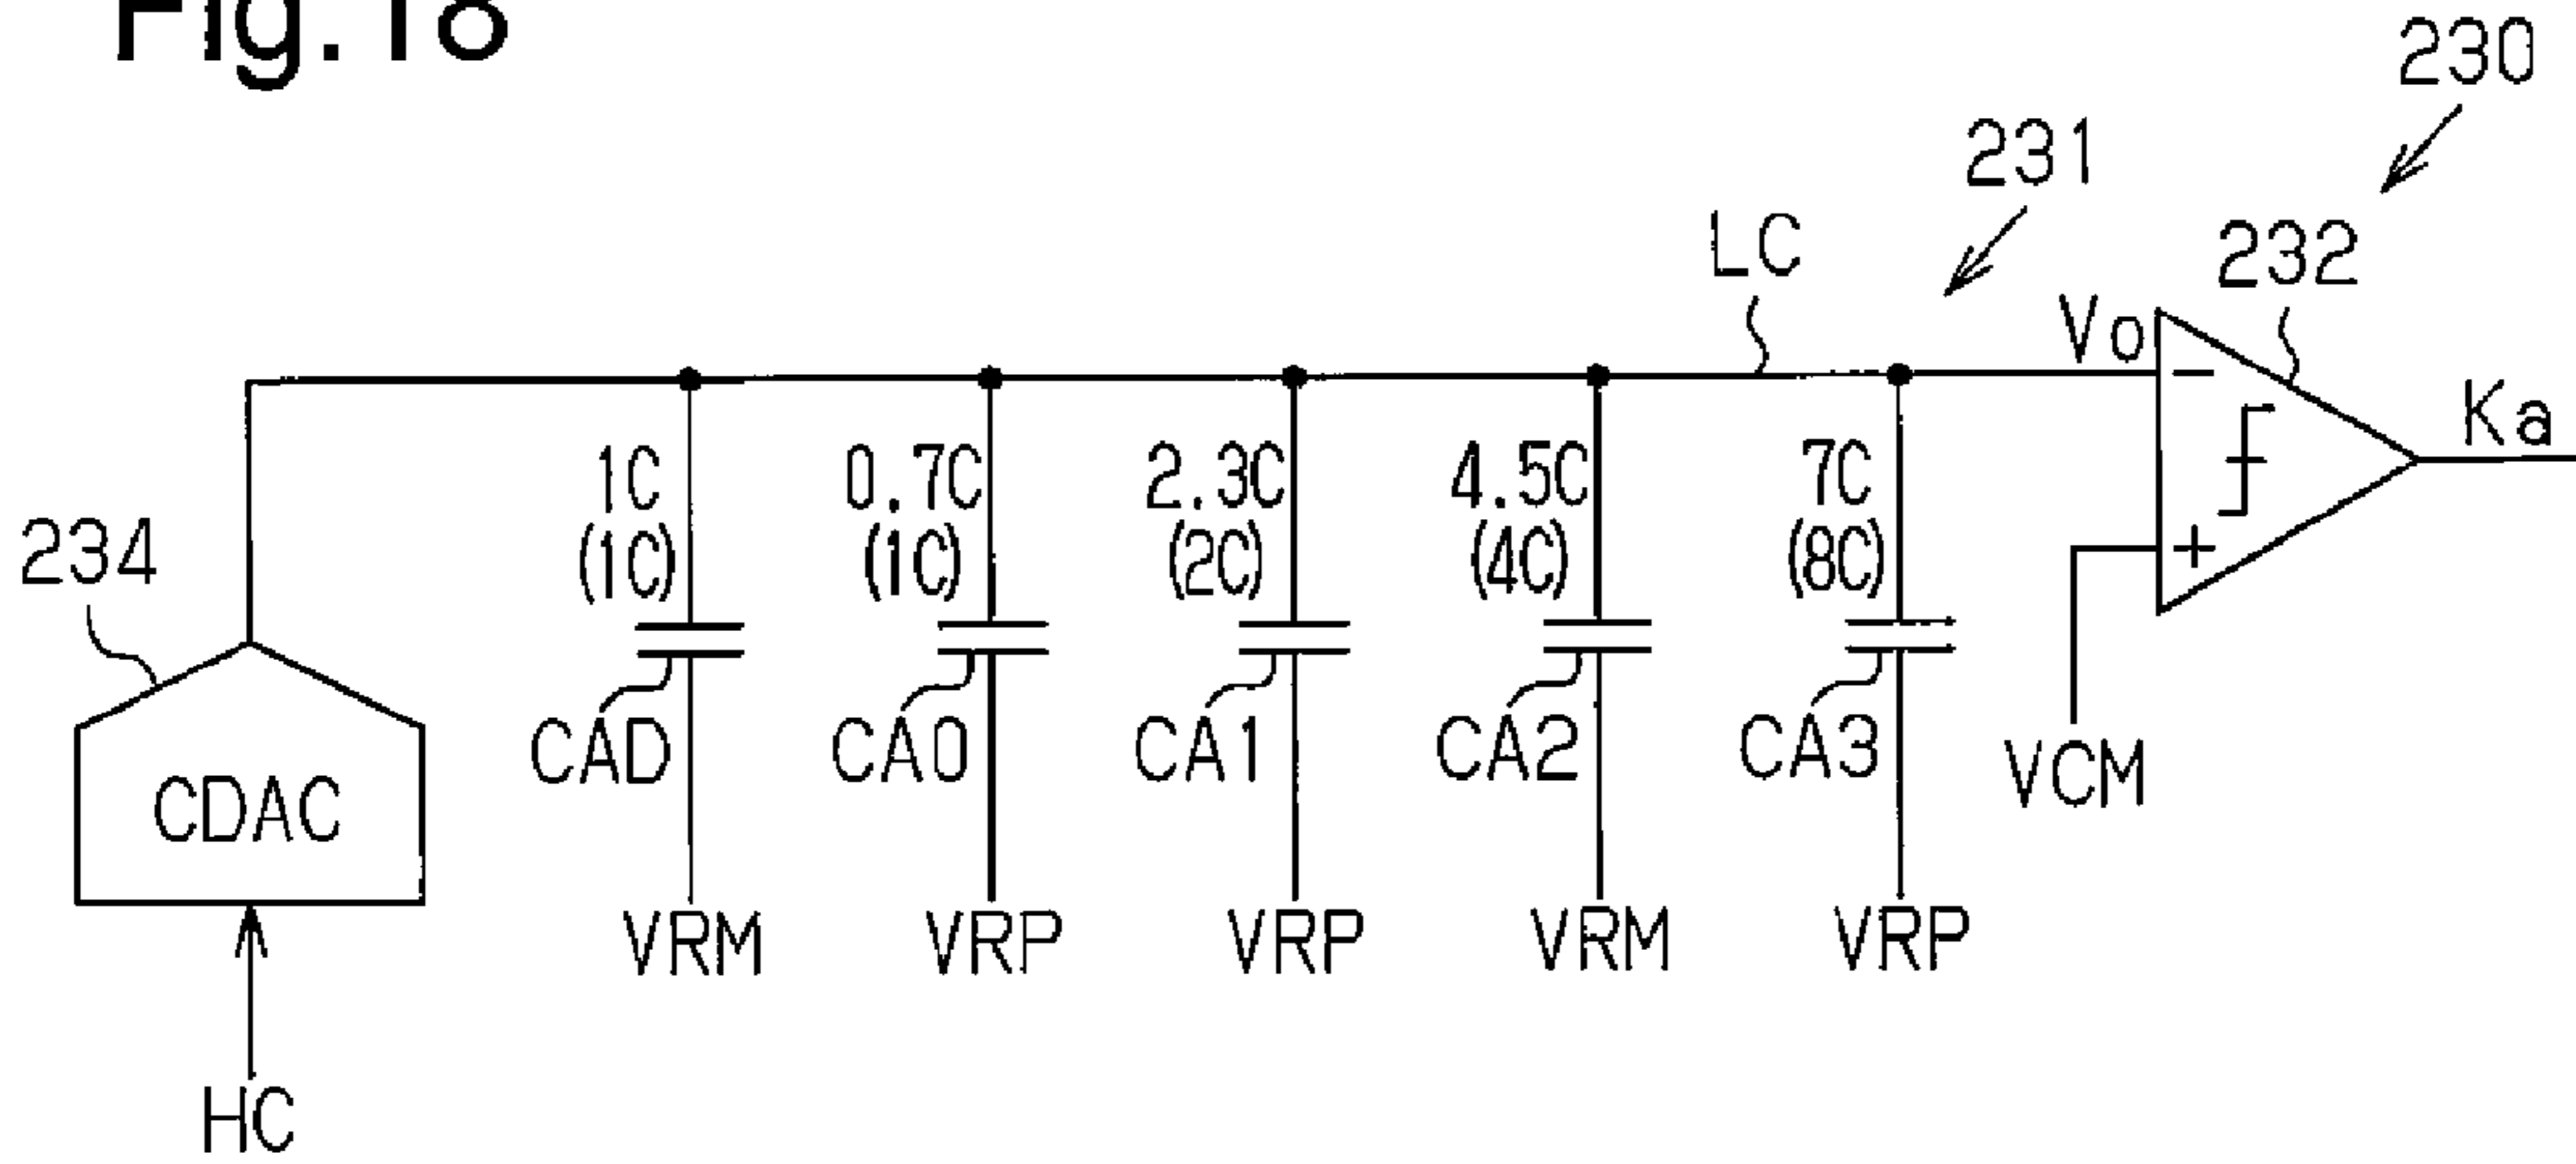 Fig. 18
230
231
LC
232
Vo
Ka
1C
(1C)
0.7C
(1C)
2.3C
(2C)
4.5C
(4C)
7C
(8C)
−
+
234
CDAC
CAD
CA0
CA1
CA2
CA3
VCM
VRM
VRP
VRP
VRM
VRP
HC